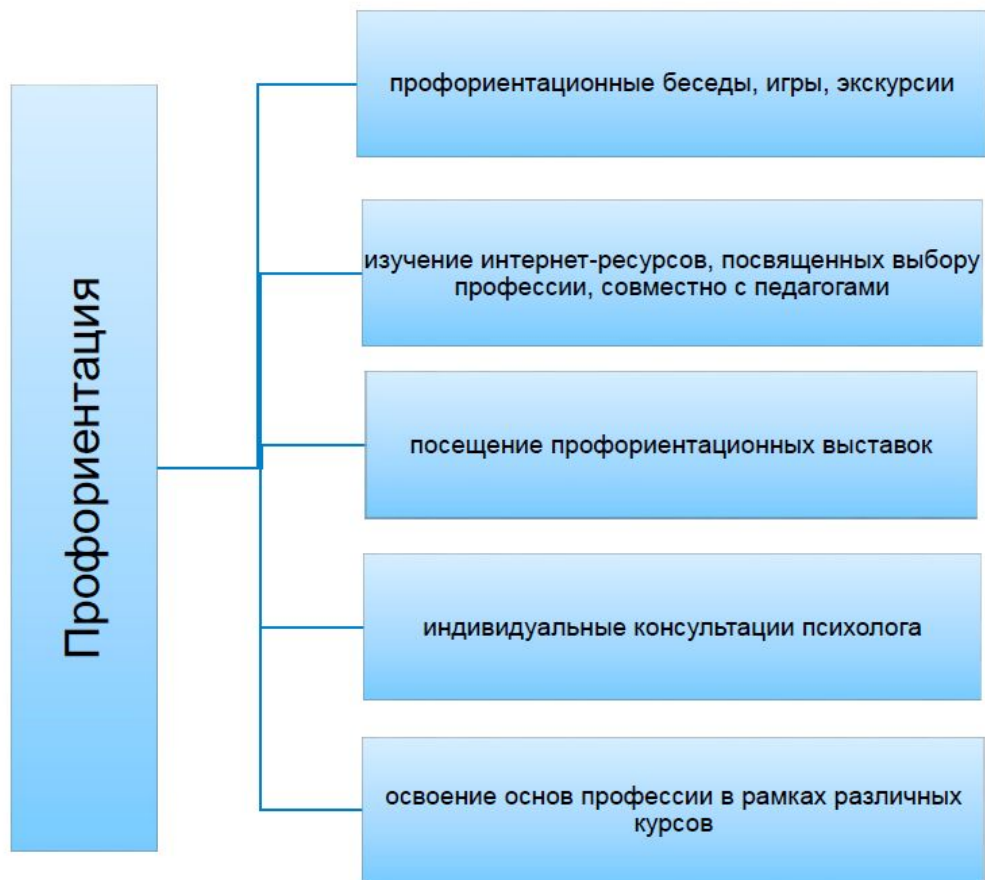 Профориентация
профориентационные беседы, игры, экскурсии
изучение интернет-ресурсов, посвященных выбору
профессии, совместно с педагогами
посещение профориентационных выставок
индивидуальные консультации психолога
освоение основ профессии в рамках различных
курсов